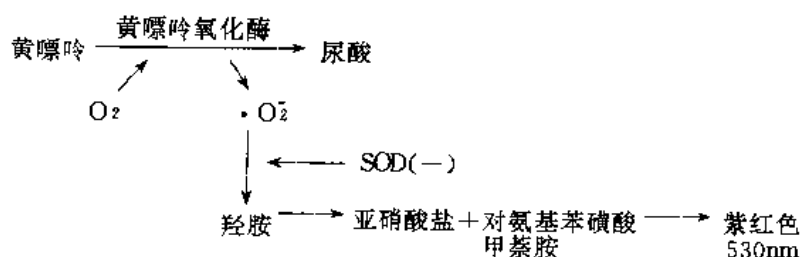 黄嘌呤氧化酶
黄嘌呤 尿酸
O₂ ·O₂⁻
SOD(—)
羟胺 亚硝酸盐+对氨基苯磺酸 紫红色
甲萘胺 530nm